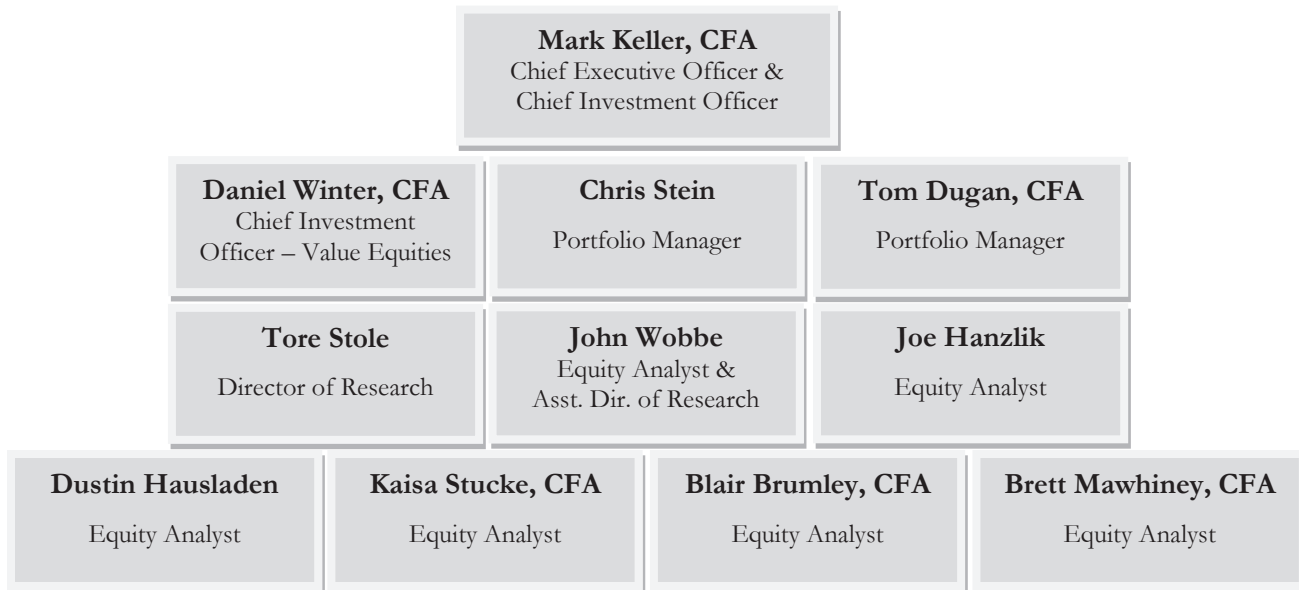 Mark Keller, CFA
Chief Executive Officer &
Chief Investment Officer
Daniel Winter, CFA
Chief Investment
Officer – Value Equities
Chris Stein
Portfolio Manager
Tom Dugan, CFA
Portfolio Manager
Tore Stole
Director of Research
John Wobbe
Equity Analyst &
Asst. Dir. of Research
Joe Hanzlik
Equity Analyst
Dustin Hausladen
Equity Analyst
Kaisa Stucke, CFA
Equity Analyst
Blair Brumley, CFA
Equity Analyst
Brett Mawhiney, CFA
Equity Analyst